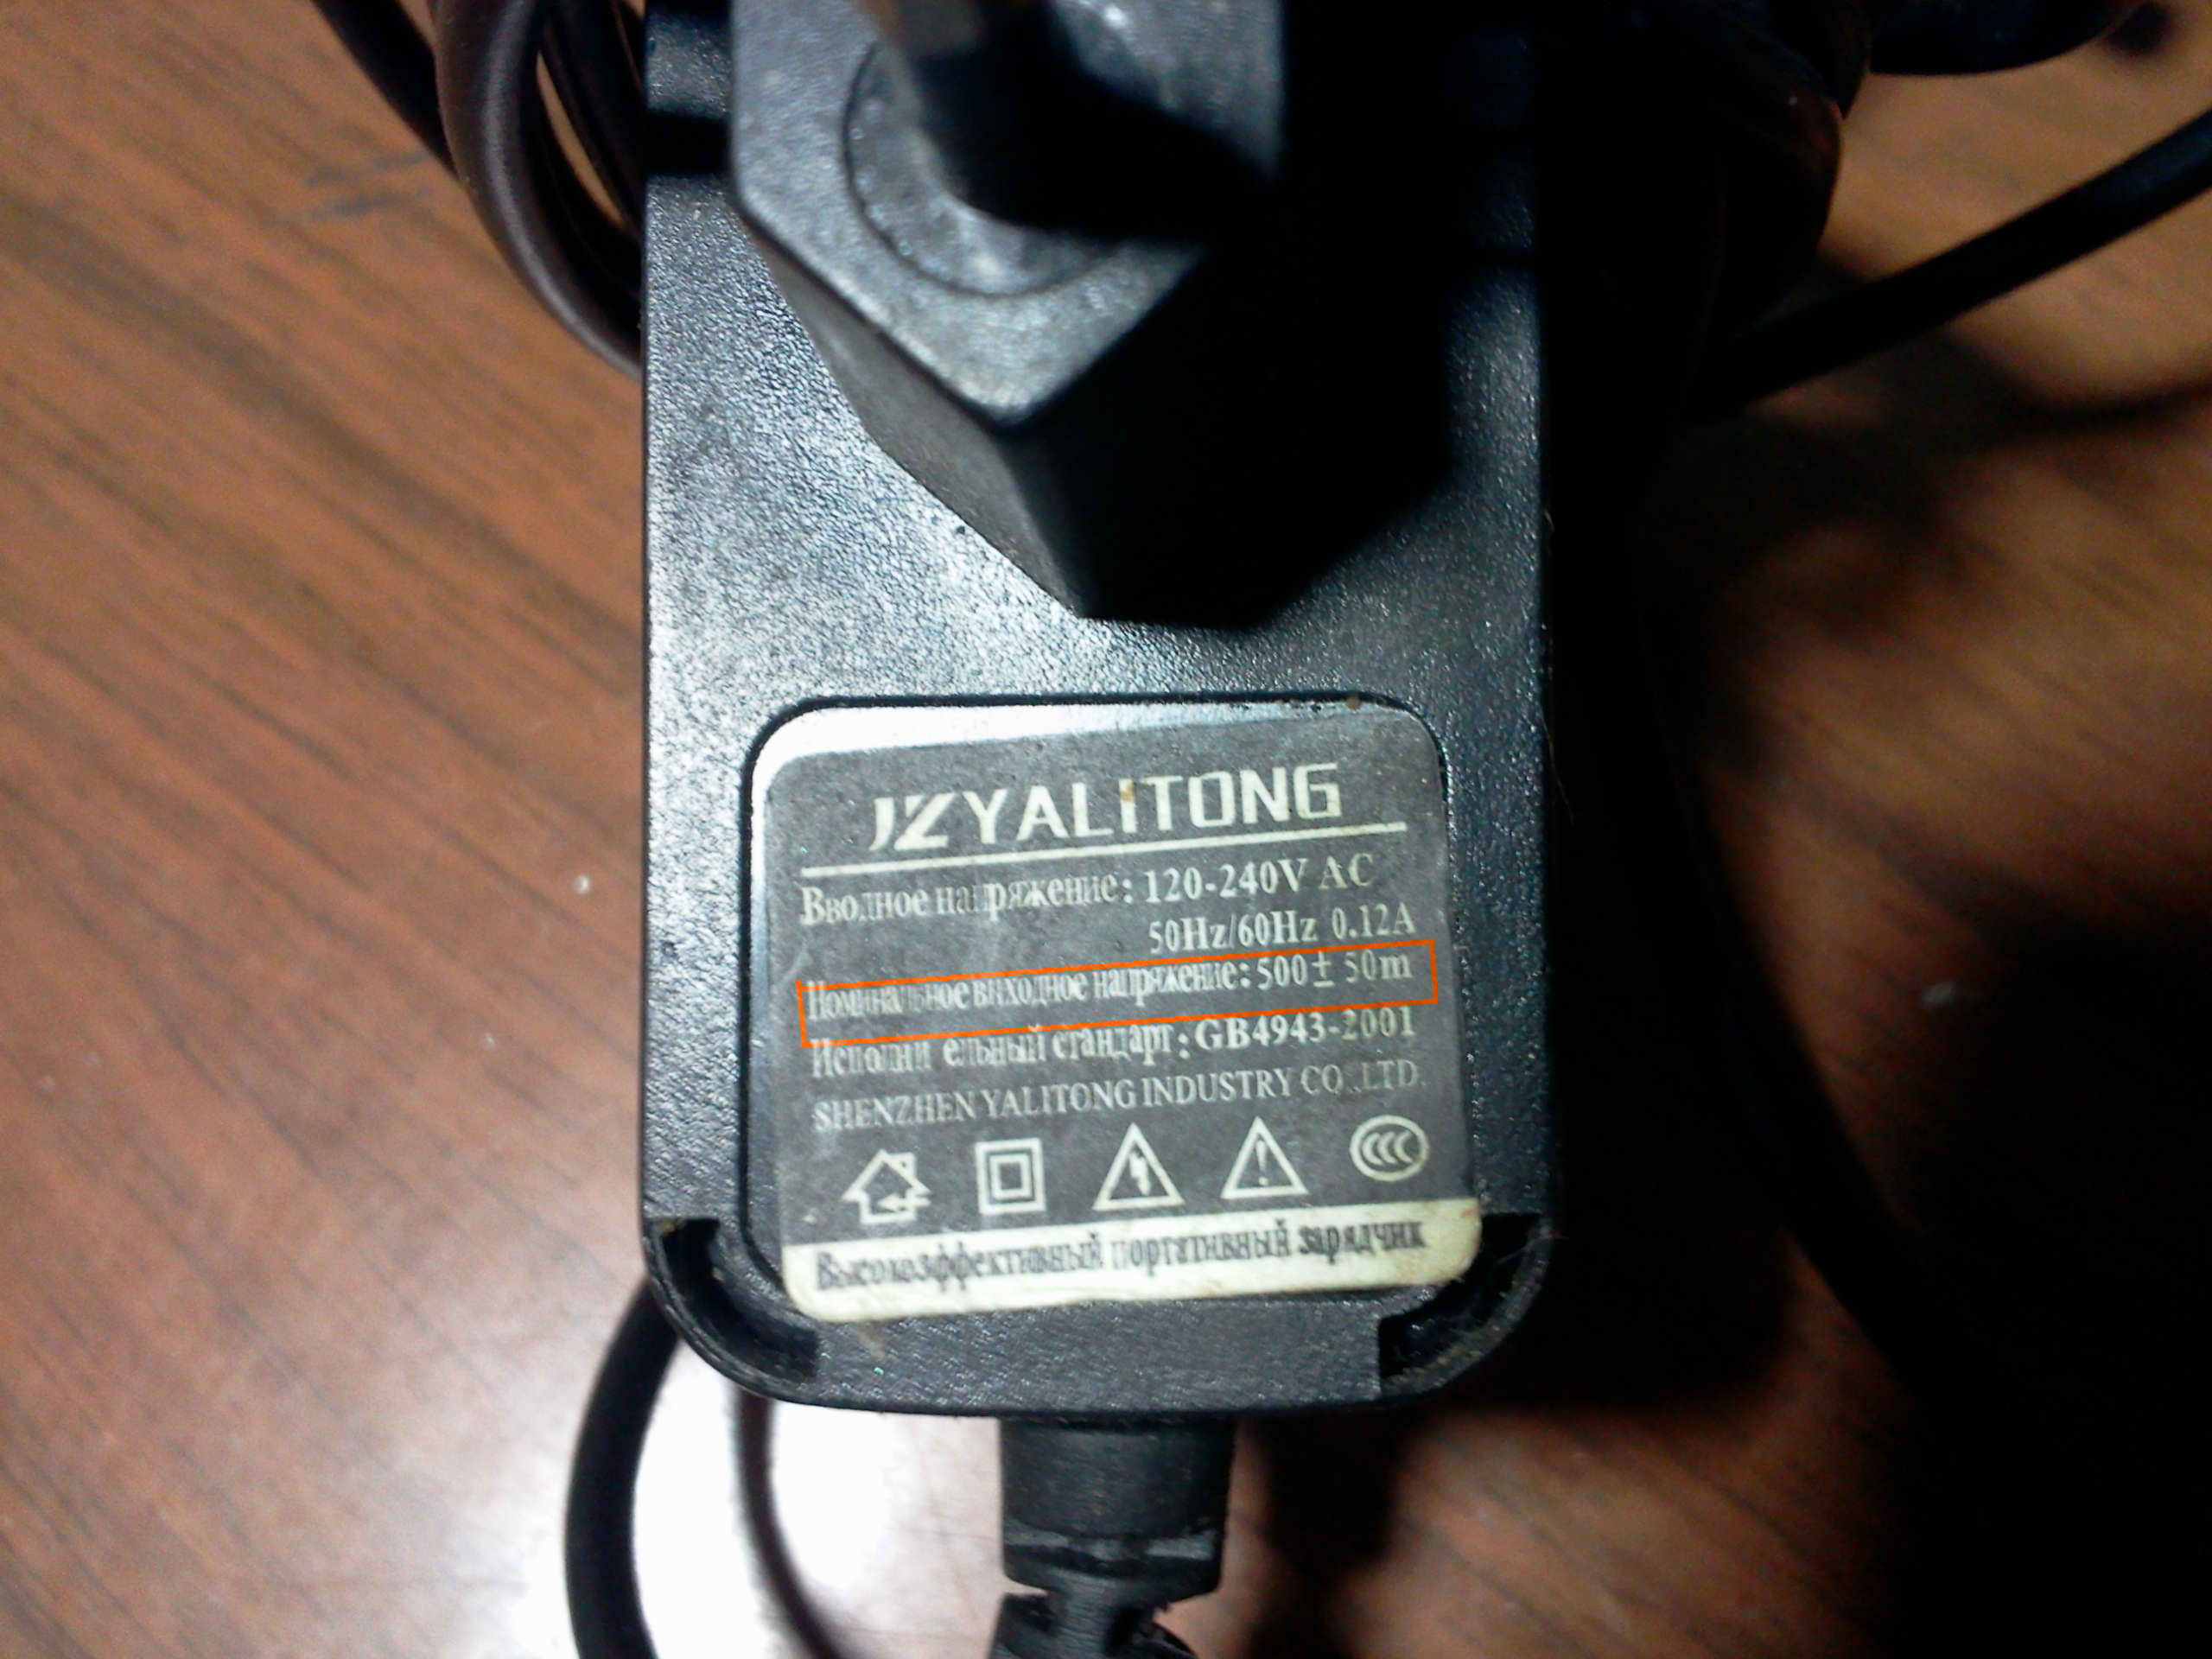 JZYALITONG
Вводное напряжение: 120-240V AC
50Hz/60Hz 0.12A
Номинальное виходное напряжение: 500± 50m
Исполни ельный стандарт: GB4943-2001
SHENZHEN YALITONG INDUSTRY CO.,LTD.
CCC
Высокоэффективный портативный зарядчик